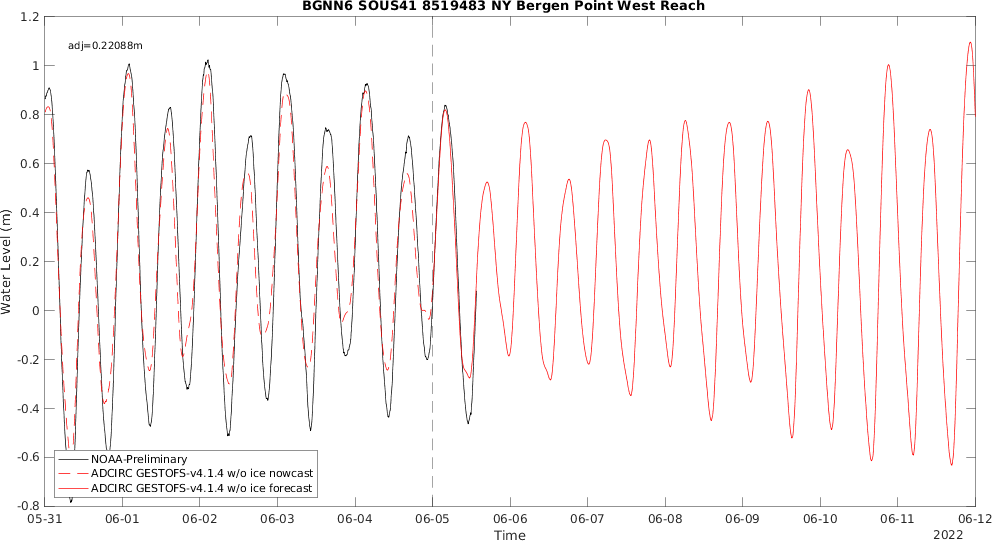 BGNN6 SOUS41 8519483 NY Bergen Point West Reach
adj=0.22088m
1.2
1
0.8
0.6
0.4
0.2
0
-0.2
-0.4
-0.6
-0.8
Water Level (m)
NOAA-Preliminary
ADCIRC GESTOFS-v4.1.4 w/o ice nowcast
ADCIRC GESTOFS-v4.1.4 w/o ice forecast
05-31 06-01 06-02 06-03 06-04 06-05 06-06 06-07 06-08 06-09 06-10 06-11 06-12
Time
2022